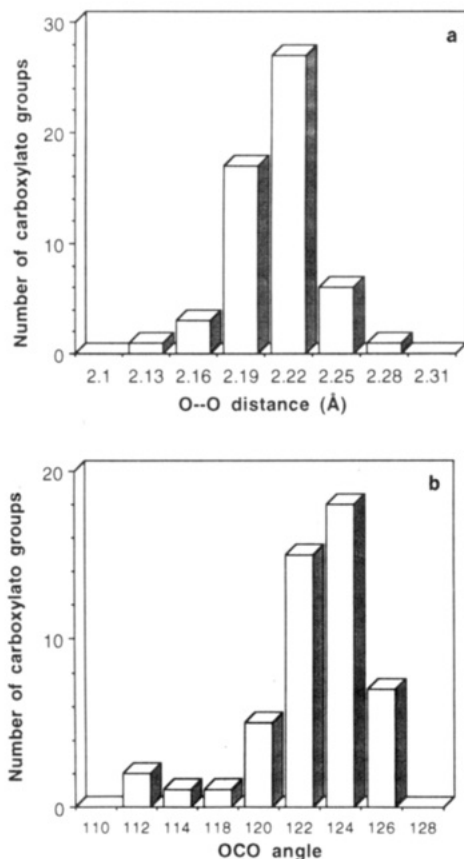 a
30
20
10
0
Number of carboxylato groups
2.1 2.13 2.16 2.19 2.22 2.25 2.28 2.31
O--O distance (Å)
b
20
10
0
Number of carboxylato groups
110 112 114 118 120 122 124 126 128
OCO angle